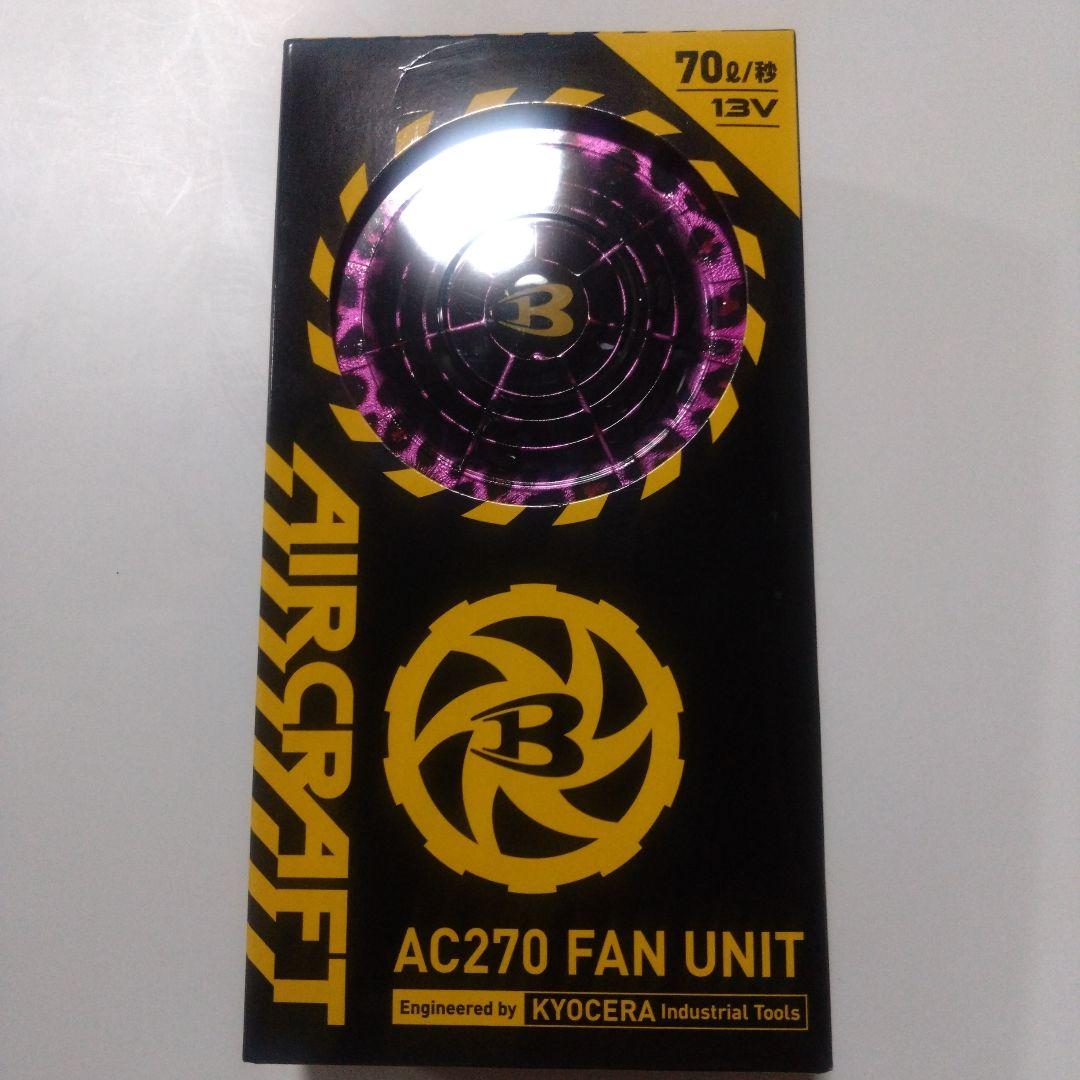 70ℓ/秒
13V
B
AIRCRAFT
B
AC270 FAN UNIT
Engineered by KYOCERA Industrial Tools